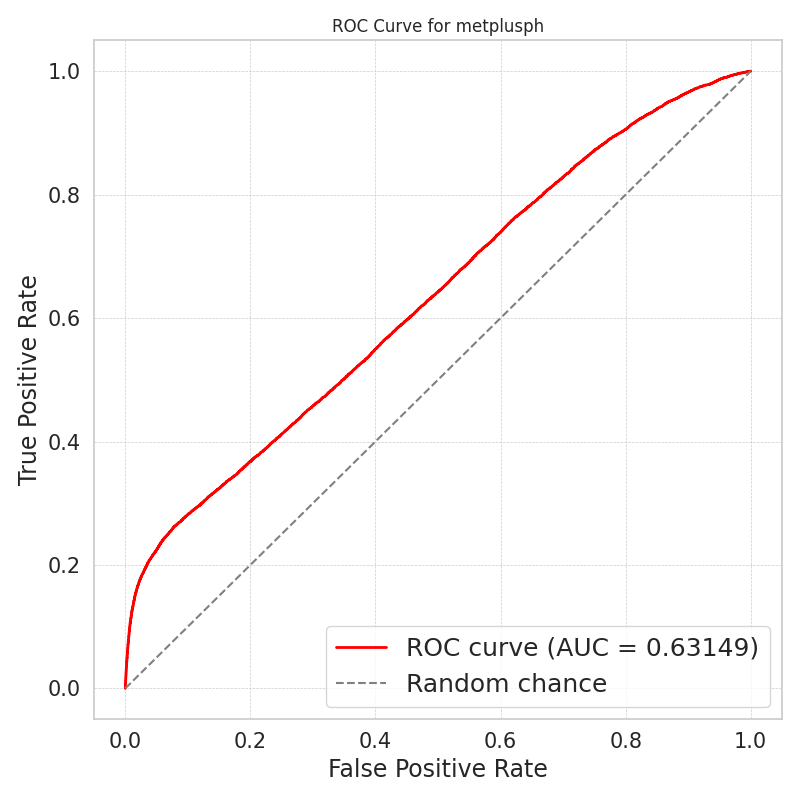 ROC Curve for metplusph
1.0
0.8
0.6
0.4
0.2
0.0
True Positive Rate
ROC curve (AUC = 0.63149)
Random chance
0.0 0.2 0.4 0.6 0.8 1.0
False Positive Rate